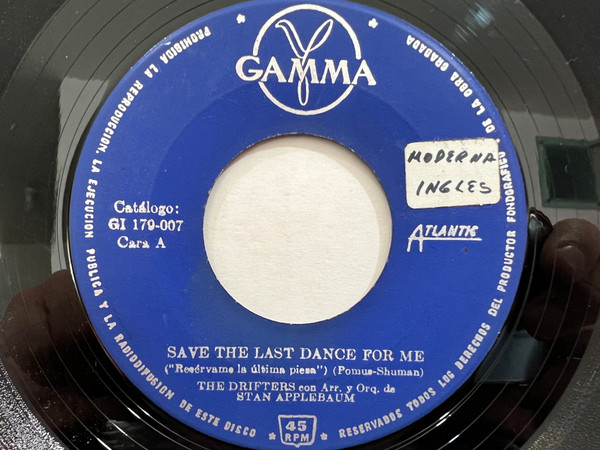 GAMMA
MODERNA
INGLES
Catálogo:
GI 179-007
Cara A
ATLANTIC
SAVE THE LAST DANCE FOR ME
("Resérvame la última pieza") (Pomus-Shuman)
THE DRIFTERS con Arr. y Orq. de
STAN APPLEBAUM
45
RPM
PROHIBIDA LA REPRODUCCION, LA EJECUCION PUBLICA Y LA RADIODIFUSION DE ESTE DISCO
RESERVADOS TODOS LOS DERECHOS DEL PRODUCTOR FONOGRAFICO DE LA OBRA GRABADA